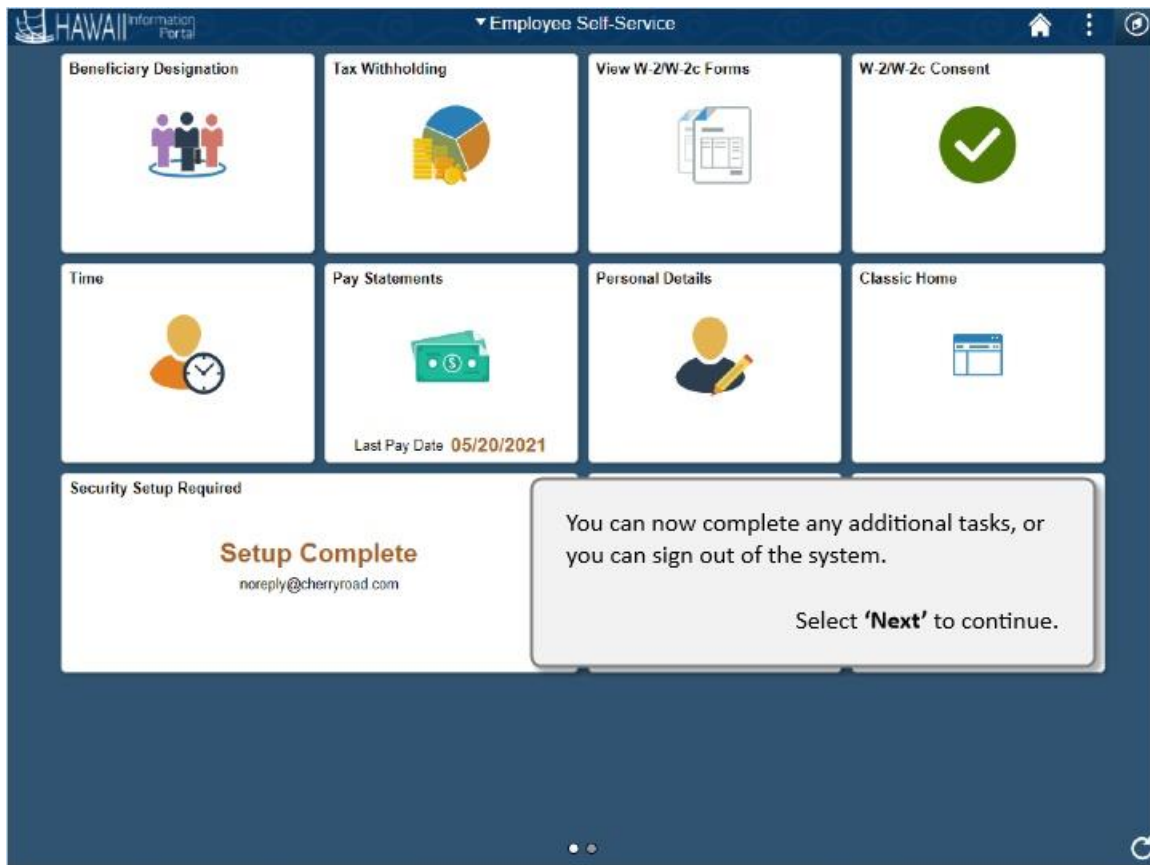 HAWAII Information
Portal
Employee Self-Service
Beneficiary Designation
Tax Withholding
View W-2/W-2c Forms
W-2/W-2c Consent
Time
Pay Statements
Personal Details
Classic Home
Last Pay Date 05/20/2021
Security Setup Required
Setup Complete
noreply@cherryroad.com
You can now complete any additional tasks, or
you can sign out of the system.
Select ‘Next’ to continue.